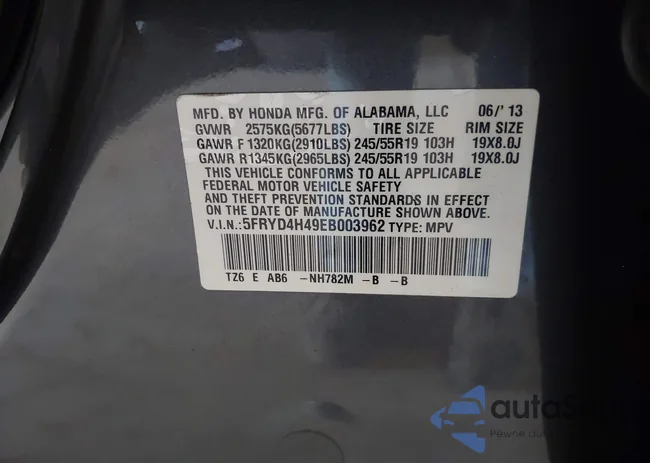 MFD. BY HONDA MFG. OF ALABAMA, LLC 06/'13
GVWR 2575KG(5677LBS) TIRE SIZE RIM SIZE
GAWR F1320KG(2910LBS)245/55R19 103H 19X8.0J
GAWR R1345KG(2965LBS)245/55R19 103H 19X8.0J
THIS VEHICLE CONFORMS TO ALL APPLICABLE
FEDERAL MOTOR VEHICLE SAFETY
AND THEFT PREVENTION STANDARDS IN EFFECT
ON THE DATE OF MANUFACTURE SHOWN ABOVE.
V.I.N.:5FRYD4H49EB003962 TYPE: MPV
TZ6 E AB6 -NH782M -B -B
Pewne